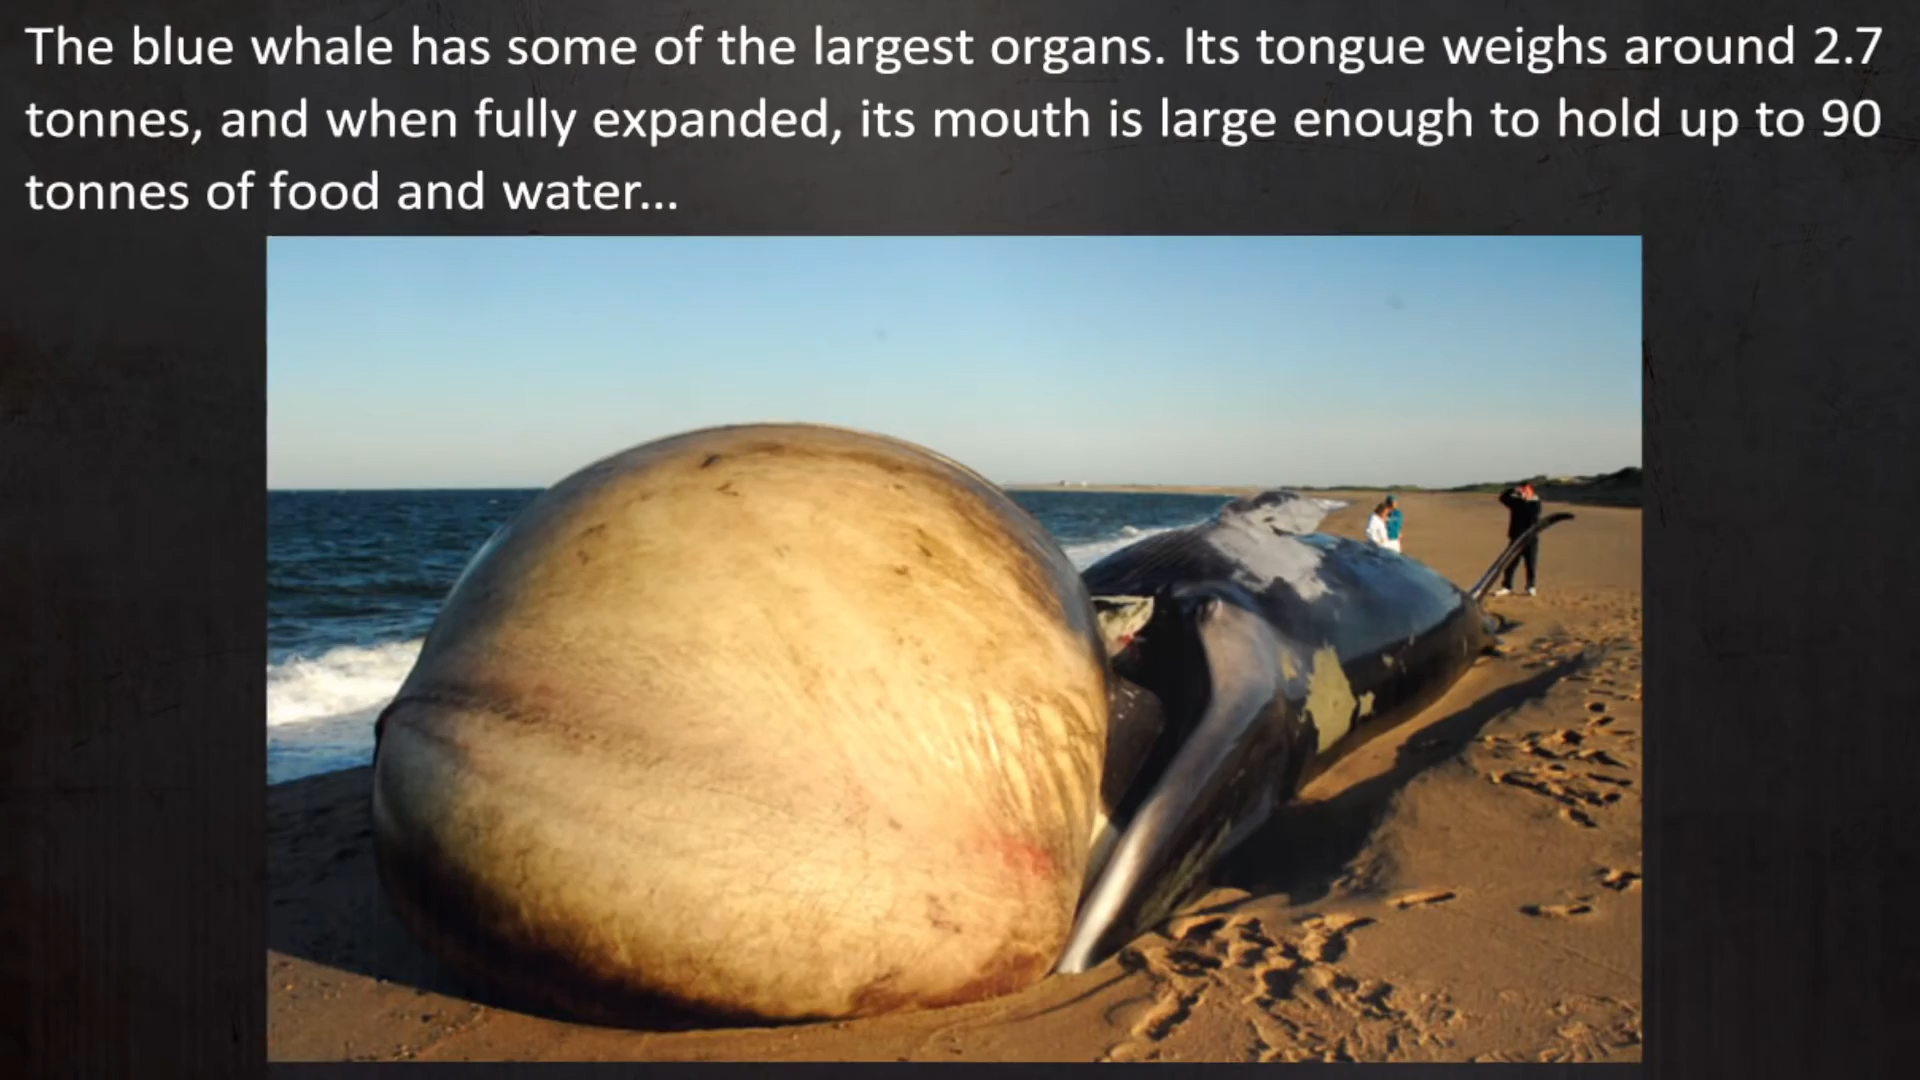 The blue whale has some of the largest organs. Its tongue weighs around 2.7
tonnes, and when fully expanded, its mouth is large enough to hold up to 90
tonnes of food and water...